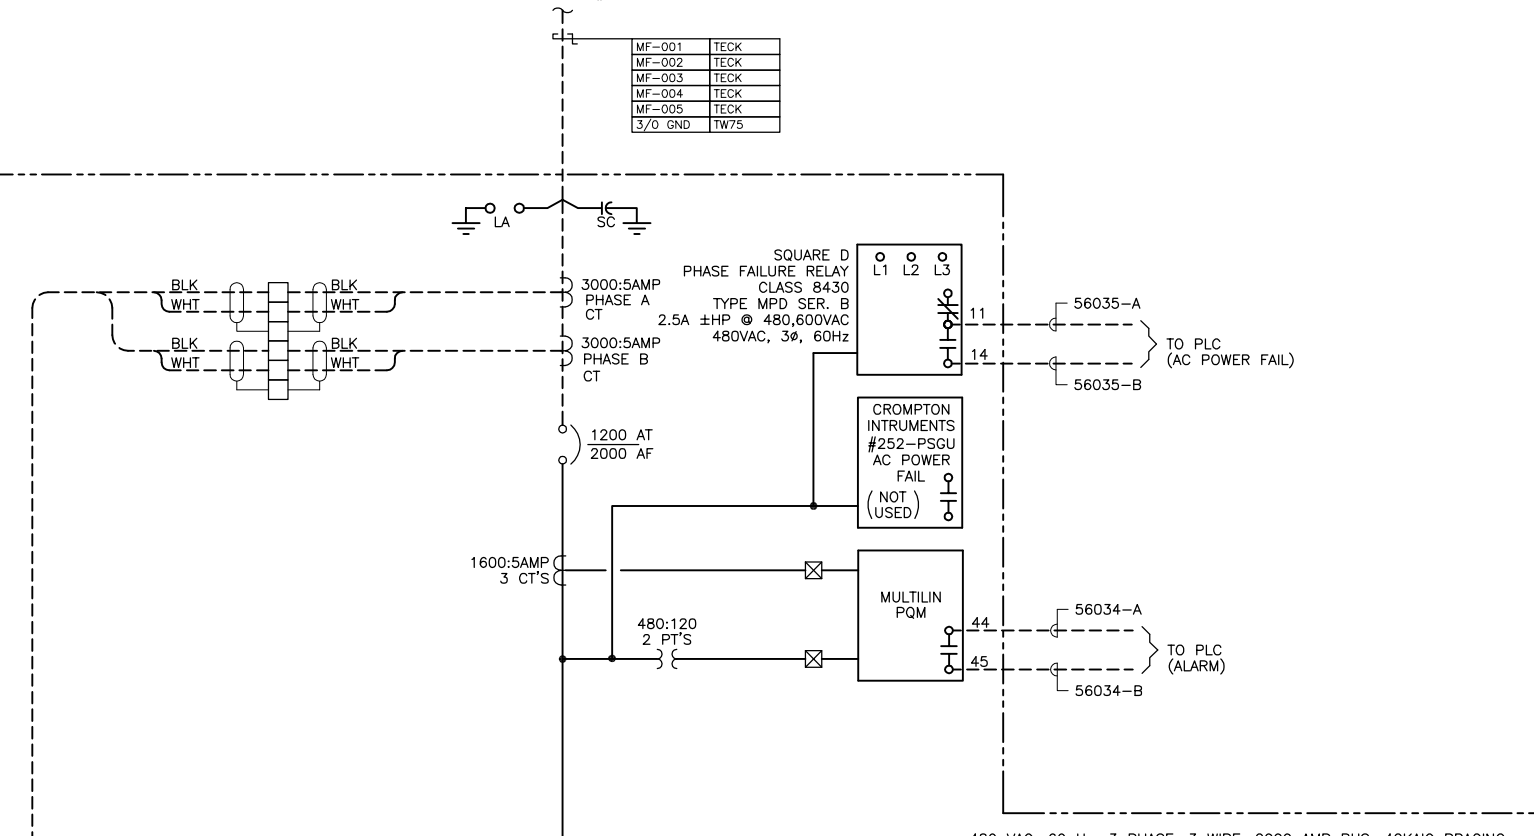 MF-001 TECK
MF-002 TECK
MF-003 TECK
MF-004 TECK
MF-005 TECK
3/0 GND TW75
LA
SC
SQUARE D
PHASE FAILURE RELAY
CLASS 8430
TYPE MPD SER. B
2.5A ±HP @ 480,600VAC
480VAC, 3ø, 60Hz
L1 L2 L3
11
14
56035-A
TO PLC
(AC POWER FAIL)
56035-B
BLK
WHT
BLK
WHT
BLK
WHT
BLK
WHT
3000:5AMP
PHASE A
CT
3000:5AMP
PHASE B
CT
1200 AT
2000 AF
CROMPTON
INTRUMENTS
#252-PSGU
AC POWER
FAIL
(NOT
USED)
1600:5AMP
3 CT'S
480:120
2 PT'S
MULTILIN
PQM
44
45
56034-A
TO PLC
(ALARM)
56034-B